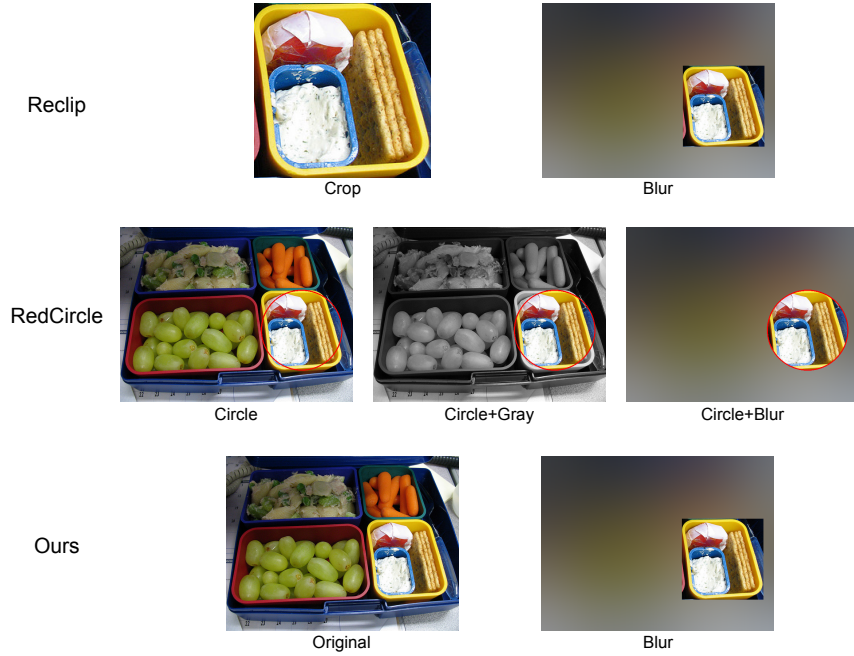 Reclip
Crop
Blur
RedCircle
Circle
Circle+Gray
Circle+Blur
Ours
Original
Blur